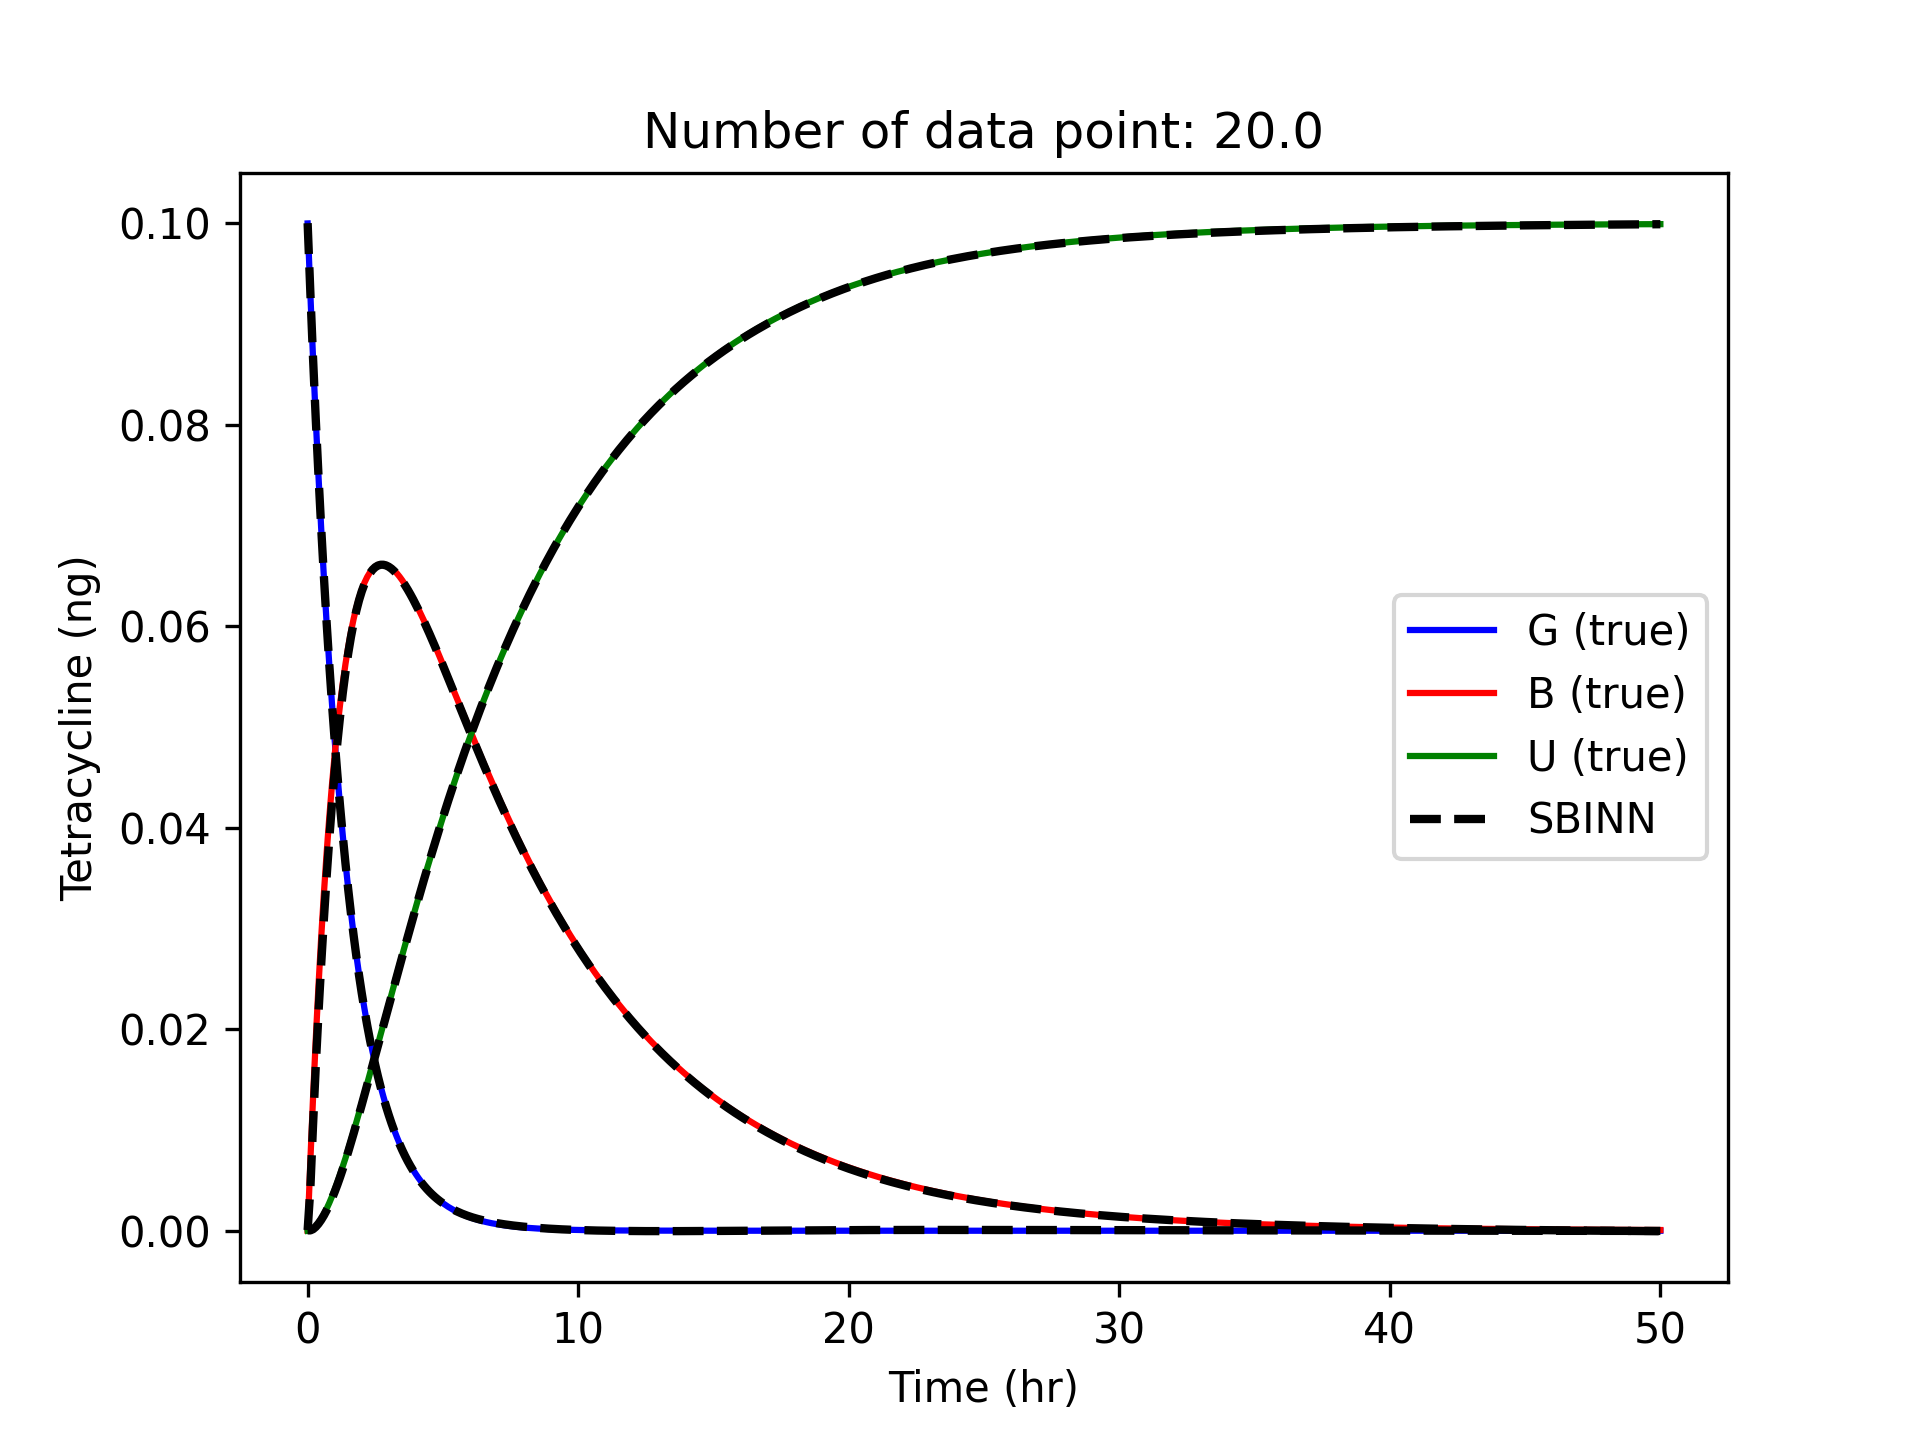 Number of data point: 20.0
Tetracycline (ng)
0.10
0.08
0.06
0.04
0.02
0.00
G (true)
B (true)
U (true)
SBINN
0 10 20 30 40 50
Time (hr)